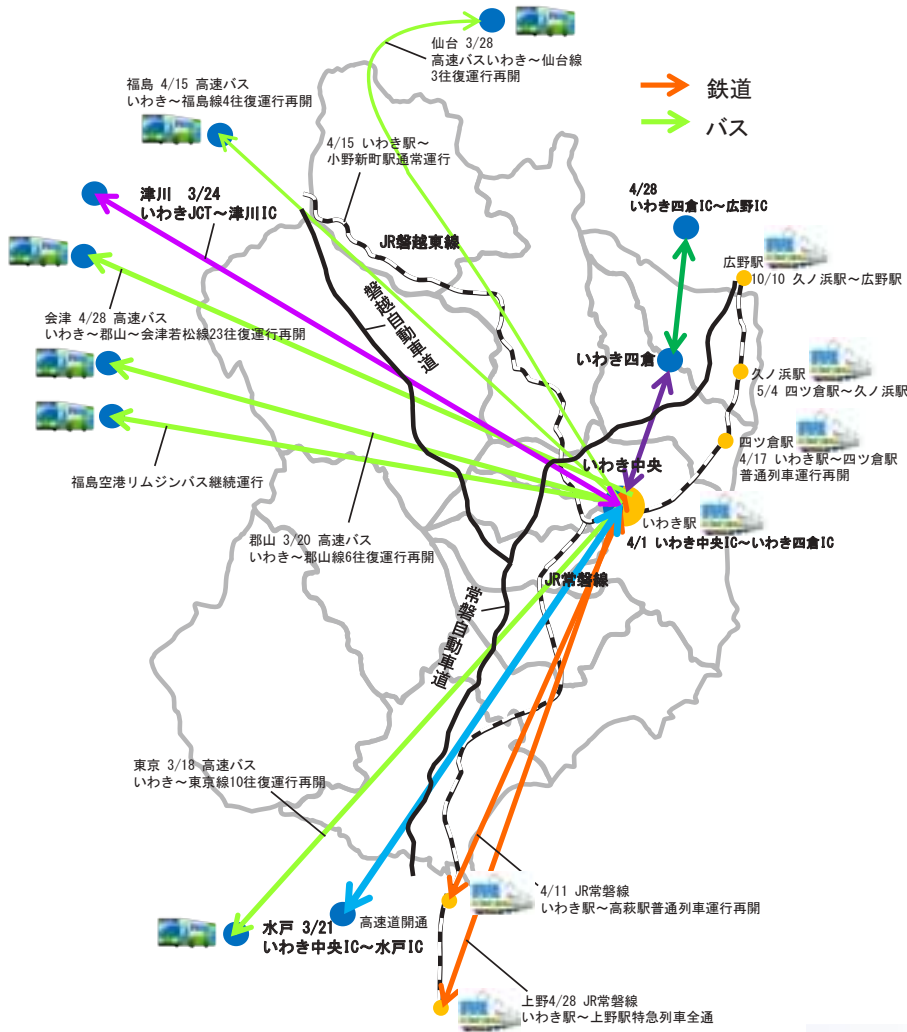 仙台 3/28
高速バスいわき～仙台線
3往復運行再開
鉄道
バス
福島 4/15 高速バス
いわき～福島線4往復運行再開
4/15 いわき駅～
小野新町駅通常運行
津川 3/24
いわきJCT～津川IC
4/28
いわき四倉IC～広野IC
JR磐越東線
広野駅
10/10 久ノ浜駅～広野駅
磐越自動車道
会津 4/28 高速バス
いわき～郡山～会津若松線23往復運行再開
いわき四倉
久ノ浜駅
5/4 四ツ倉駅～久ノ浜駅
四ツ倉駅
4/17 いわき駅～四ツ倉駅
普通列車運行再開
いわき中央
福島空港リムジンバス継続運行
いわき駅
4/1 いわき中央IC～いわき四倉IC
郡山 3/20 高速バス
いわき～郡山線6往復運行再開
JR常磐線
常磐自動車道
東京 3/18 高速バス
いわき～東京線10往復運行再開
4/11 JR常磐線
いわき駅～高萩駅普通列車運行再開
水戸 3/21
いわき中央IC～水戸IC
高速道開通
上野4/28 JR常磐線
いわき駅～上野駅特急列車全通